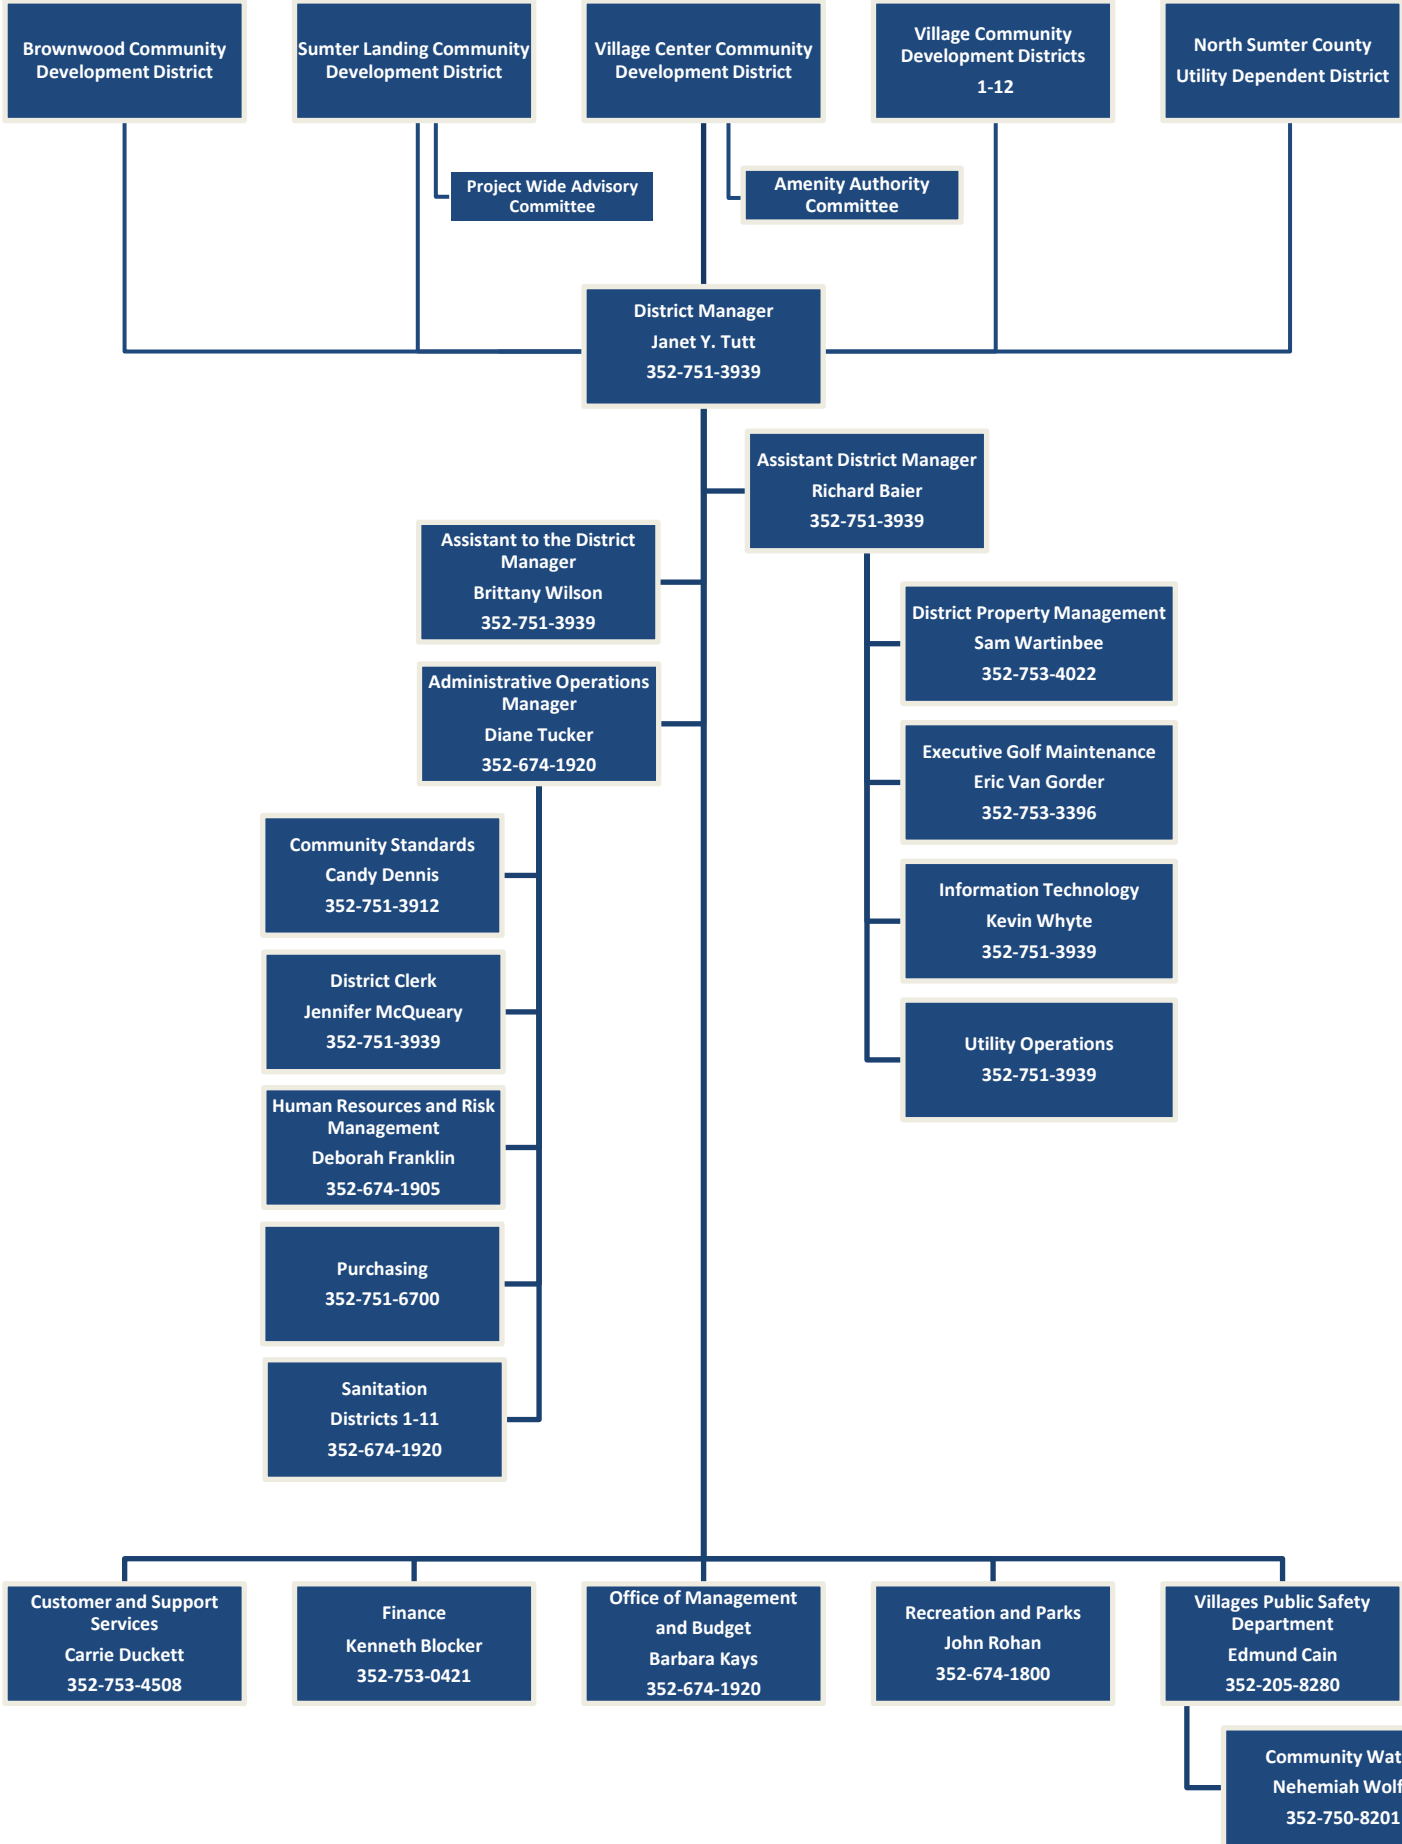 Brownwood Community
Development District
Sumter Landing Community
Development District
Village Center Community
Development District
Village Community
Development Districts
1-12
North Sumter County
Utility Dependent District
Project Wide Advisory
Committee
Amenity Authority
Committee
District Manager
Janet Y. Tutt
352-751-3939
Assistant District Manager
Richard Baier
352-751-3939
Assistant to the District
Manager
Brittany Wilson
352-751-3939
District Property Management
Sam Wartinbee
352-753-4022
Administrative Operations
Manager
Diane Tucker
352-674-1920
Executive Golf Maintenance
Eric Van Gorder
352-753-3396
Community Standards
Candy Dennis
352-751-3912
Information Technology
Kevin Whyte
352-751-3939
District Clerk
Jennifer McQueary
352-751-3939
Utility Operations
352-751-3939
Human Resources and Risk
Management
Deborah Franklin
352-674-1905
Purchasing
352-751-6700
Sanitation
Districts 1-11
352-674-1920
Customer and Support
Services
Carrie Duckett
352-753-4508
Finance
Kenneth Blocker
352-753-0421
Office of Management
and Budget
Barbara Kays
352-674-1920
Recreation and Parks
John Rohan
352-674-1800
Villages Public Safety
Department
Edmund Cain
352-205-8280
Community Wat
Nehemiah Wolf
352-750-8201